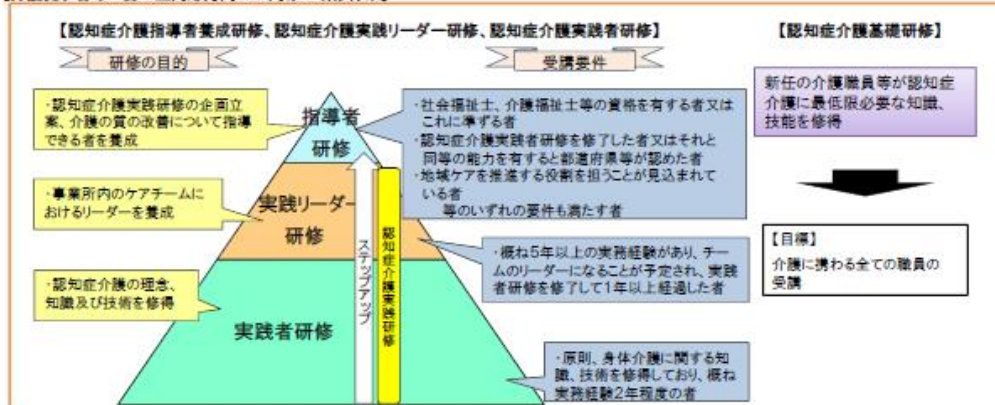 【認知症介護指導者養成研修、認知症介護実践リーダー研修、認知症介護実践者研修】
研修の目的
受講要件
・認知症介護実践研修の企画立
案、介護の質の改善について指導
できる者を養成
・事業所内のケアチームに
おけるリーダーを養成
・認知症介護の理念、
知識及び技術を修得
指導者
研修
実践リーダー
研修
実践者研修
ステップアップ
認知症介護実践研修
・社会福祉士、介護福祉士等の資格を有する者又は
これに準ずる者
・認知症介護実践者研修を修了した者又はそれと
同等の能力を有すると都道府県等が認めた者
・地域ケアを推進する役割を担うことが見込まれて
いる者
等のいずれの要件も満たす者
・概ね5年以上の実務経験があり、チー
ムのリーダーになることが予定され、実践
者研修を修了して1年以上経過した者
・原則、身体介護に関する知
識、技術を修得しており、概ね
実務経験2年程度の者
【認知症介護基礎研修】
新任の介護職員等が認知症
介護に最低限必要な知識、
技能を修得
【目標】
介護に携わる全ての職員の
受講